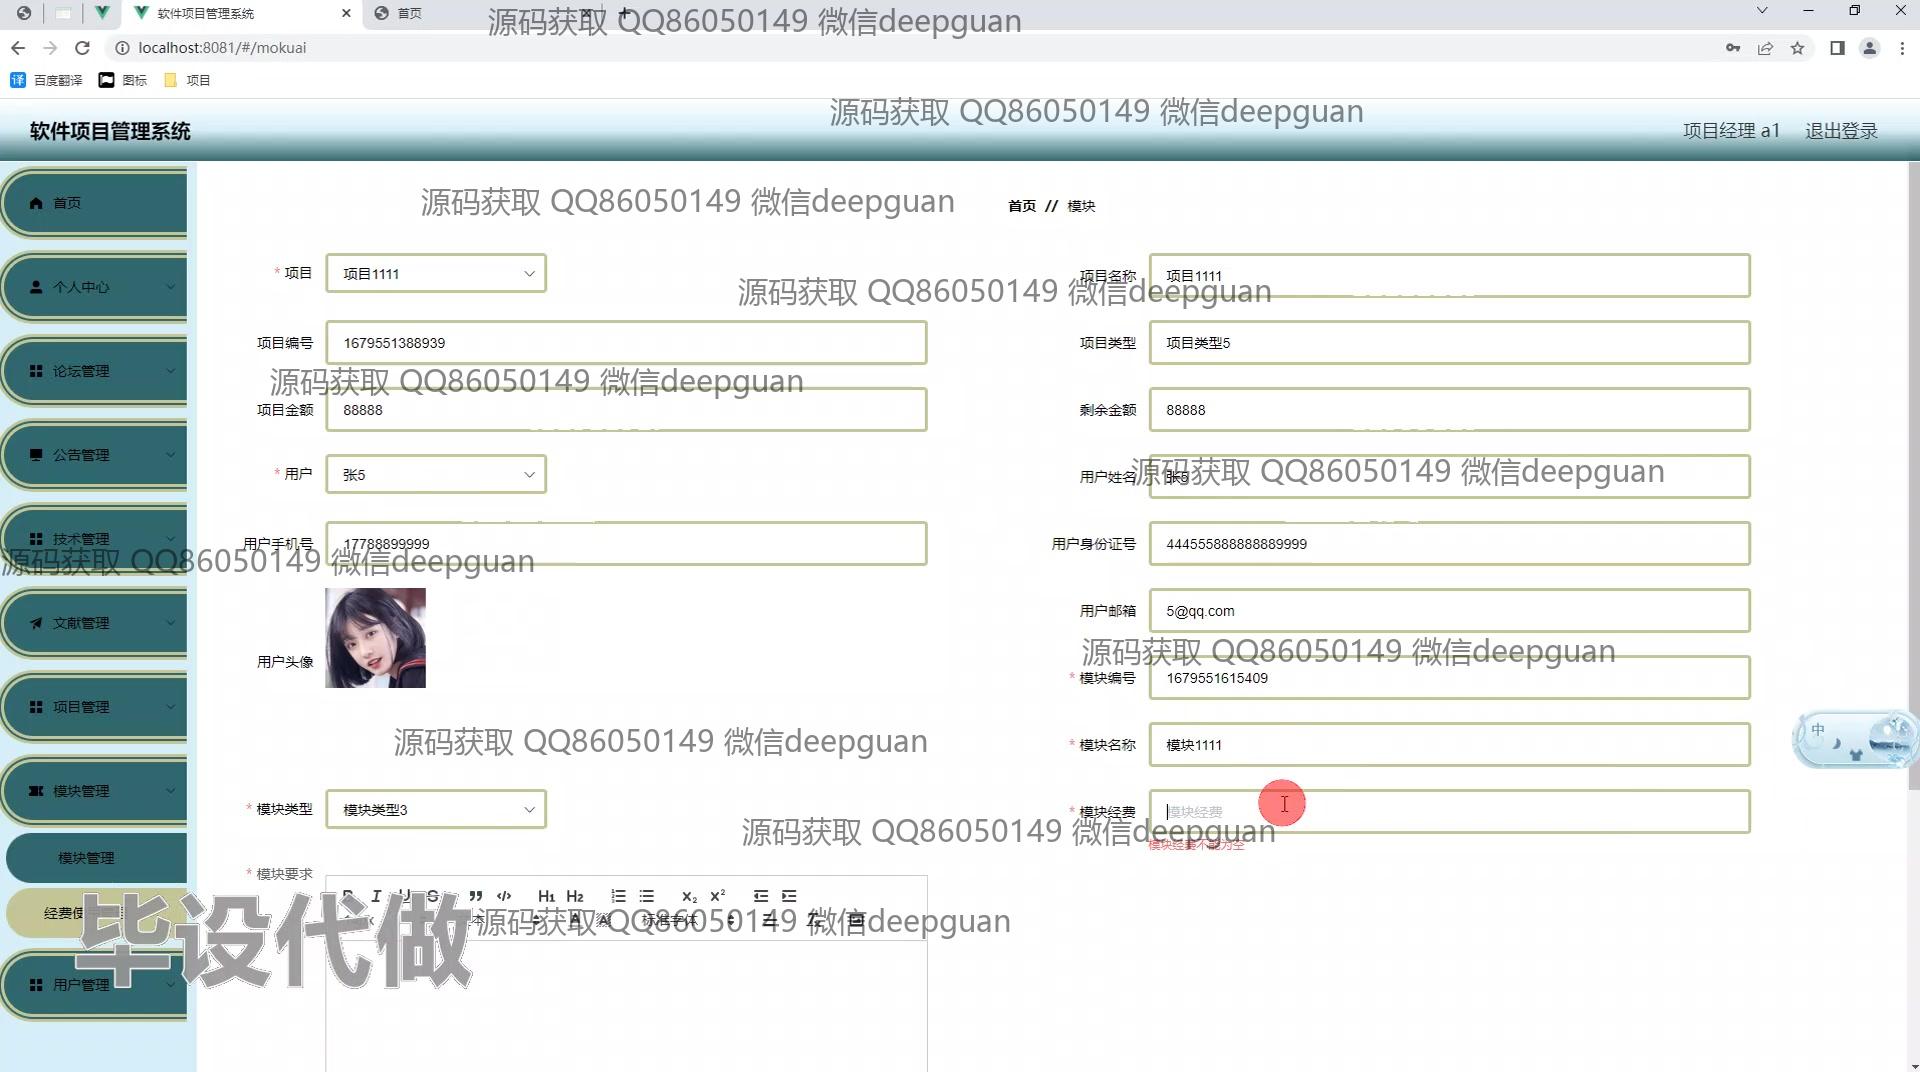 软件项目管理系统
首页
localhost:8081/#/mokuai
百度翻译
图标
项目
软件项目管理系统
项目经理 a1
退出登录
首页
个人中心
论坛管理
公告管理
技术管理
文献管理
项目管理
模块管理
模块管理
用户管理
首页 // 模块
* 项目 项目1111
项目名称 项目1111
项目编号 1679551388939
项目类型 项目类型5
项目金额 88888
剩余金额 88888
* 用户 张5
用户姓名 张5
用户手机号 17788899999
用户身份证号 444555888888889999
用户头像
用户邮箱 5@qq.com
* 模块编号 1679551615409
* 模块名称 模块1111
* 模块类型 模块类型3
* 模块经费 模块经费
模块经费不能为空
* 模块要求
H1 H2
标准字体
中
源码获取 QQ86050149 微信deepguan
源码获取 QQ86050149 微信deepguan
源码获取 QQ86050149 微信deepguan
源码获取 QQ86050149 微信deepguan
源码获取 QQ86050149 微信deepguan
源码获取 QQ86050149 微信deepguan
源码获取 QQ86050149 微信deepguan
源码获取 QQ86050149 微信deepguan
源码获取 QQ86050149 微信deepguan
源码获取 QQ86050149 微信deepguan
源码获取 QQ86050149 微信deepguan
毕设代做